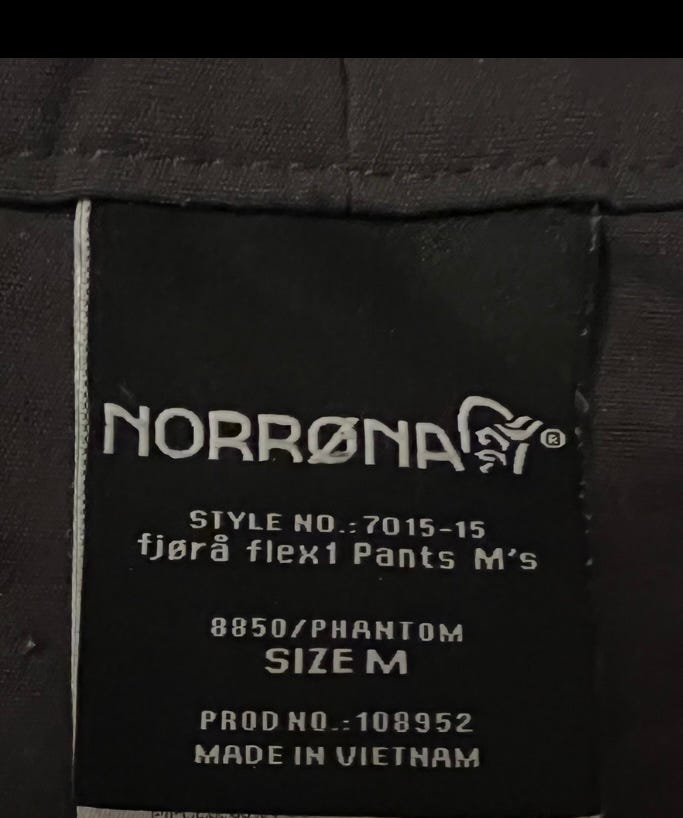 NORRØNA®
STYLE NO.:7015-15
fjørå flex1 Pants M's
8850/PHANTOM
SIZE M
PROD NO.:108952
MADE IN VIETNAM